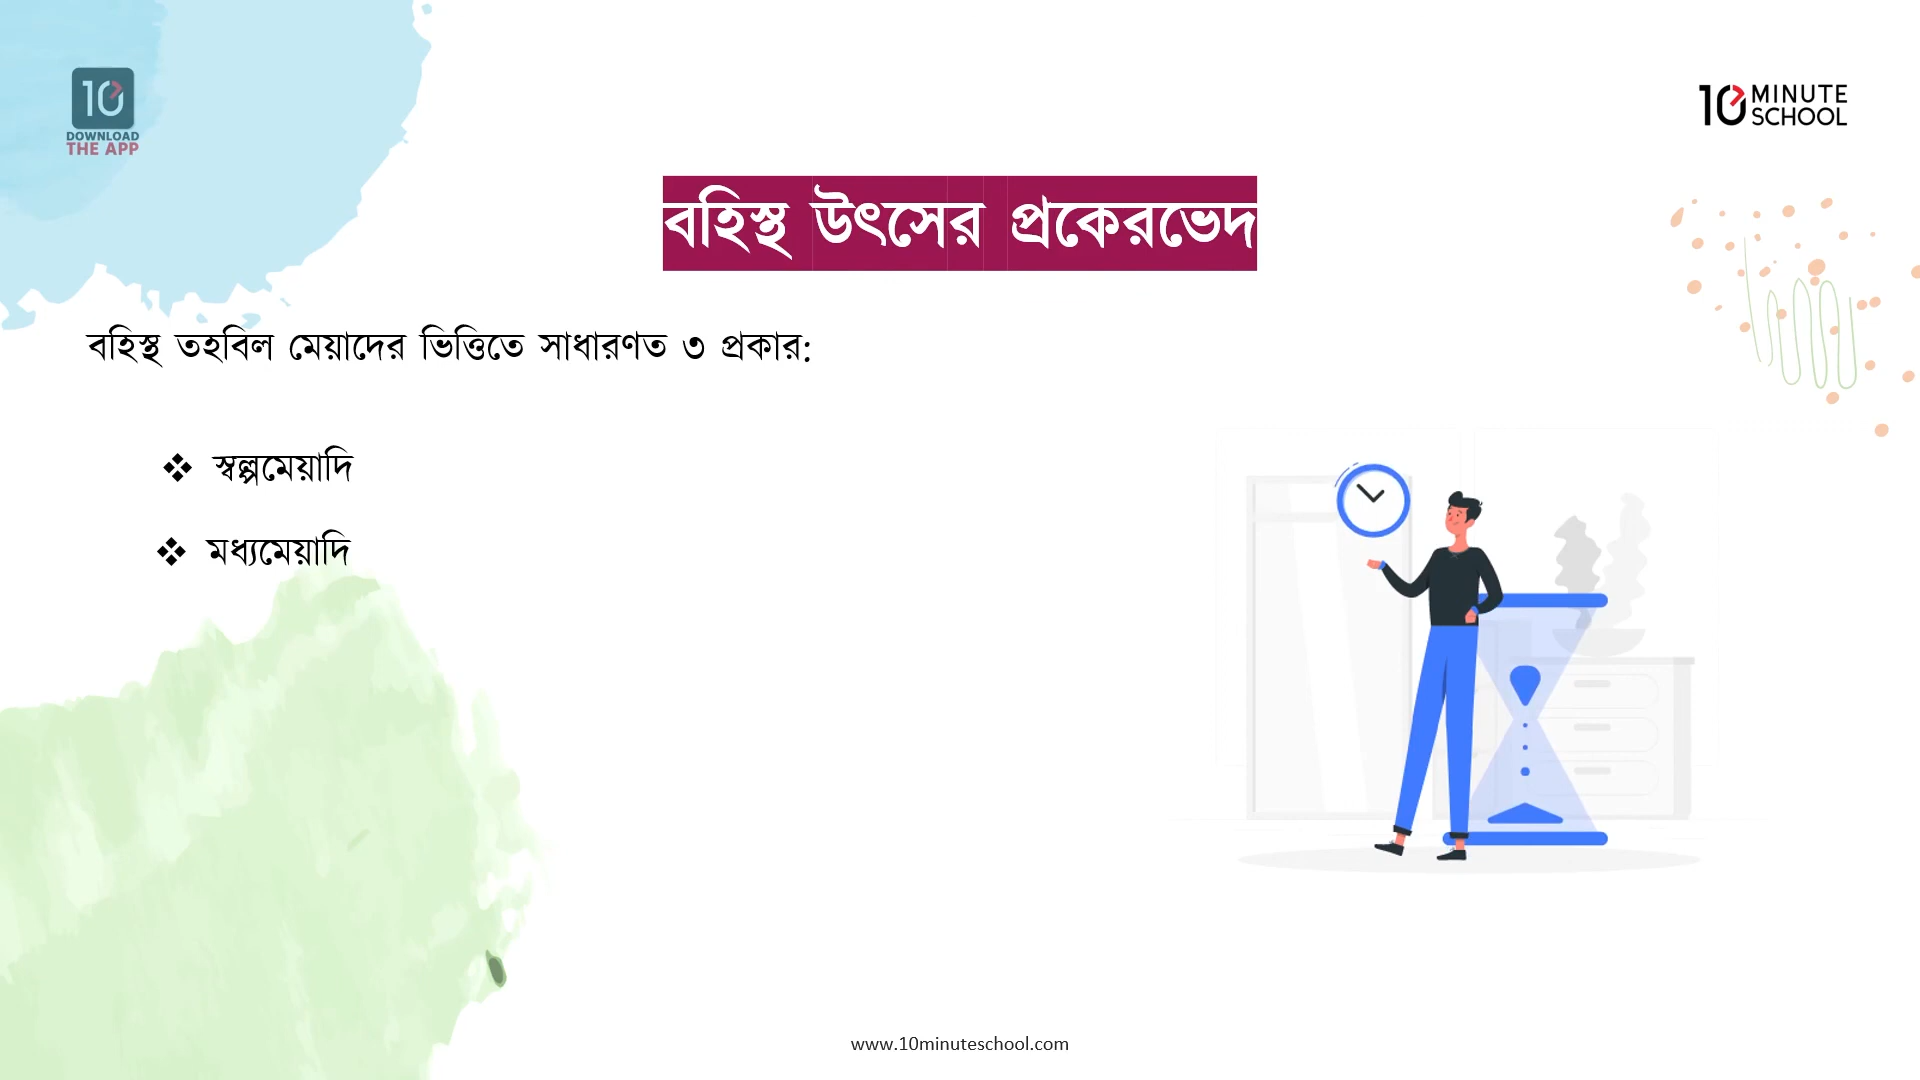 10
DOWNLOAD
THE APP
10 MINUTE
SCHOOL
বহিস্থ উৎসের প্রকেরভেদ
বহিস্থ তহবিল মেয়াদের ভিত্তিতে সাধারণত ৩ প্রকার:
❖ স্বল্পমেয়াদি
❖ মধ্যমেয়াদি
www.10minuteschool.com